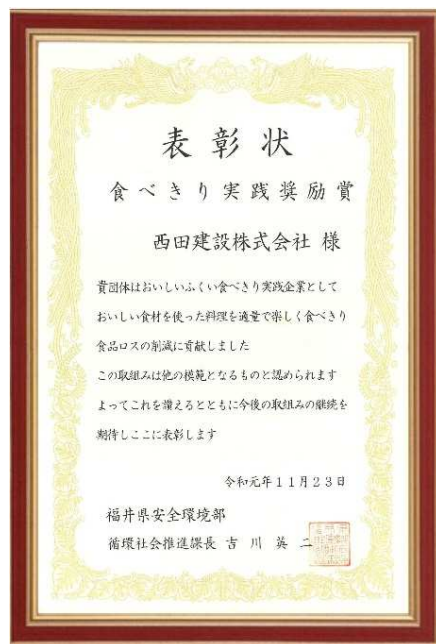 表彰状
食べきり実践奨励賞
西田建設株式会社 様
貴団体はおいしいふくい食べきり実践企業として
おいしい食材を使った料理を適量で楽しく食べきり
食品ロスの削減に貢献しました
この取組みは他の模範となるものと認められます
よってこれを讃えるとともに今後の取組みの継続を
期待しここに表彰します
令和元年11月23日
福井県安全環境部
循環社会推進課長 吉川英二